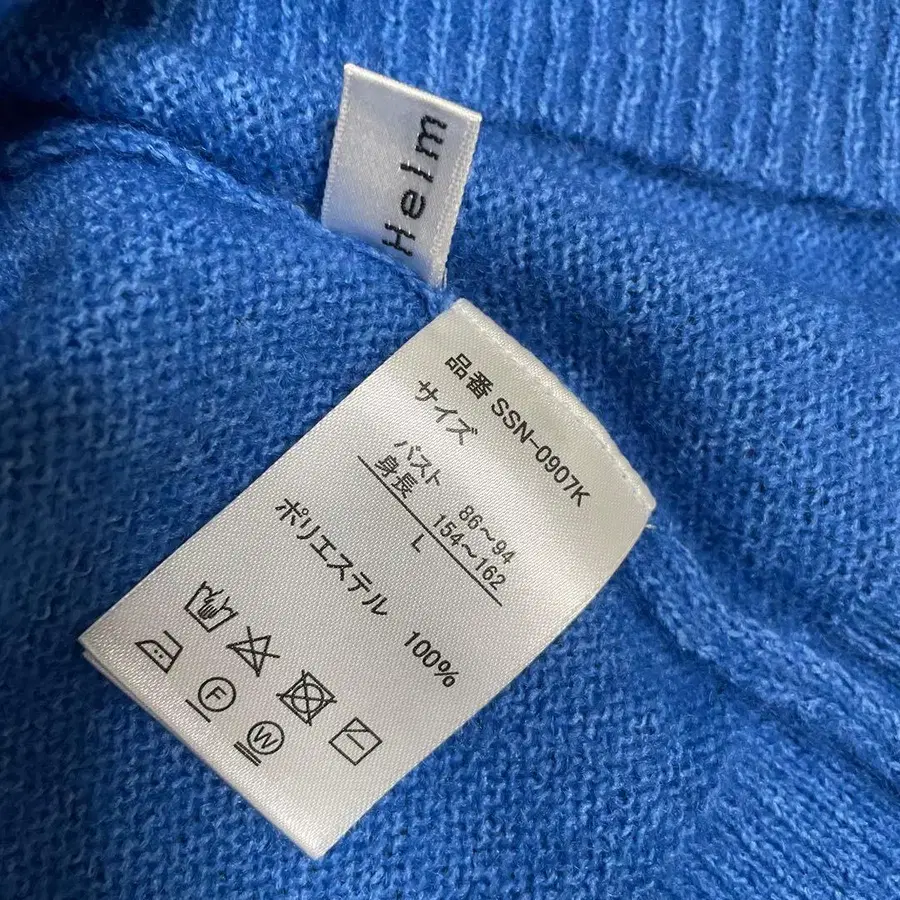 Helm
品番 SSN-0907K
サイズ
バスト 86～94
身長 154～162
L
ポリエステル 100%
F
W